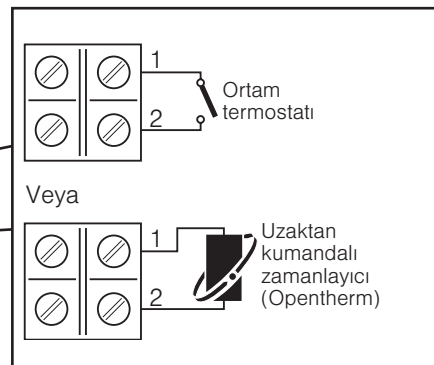 1
Ortam
termostatı
2
Veya
1
Uzaktan
kumandalı
zamanlayıcı
(Opentherm)
2